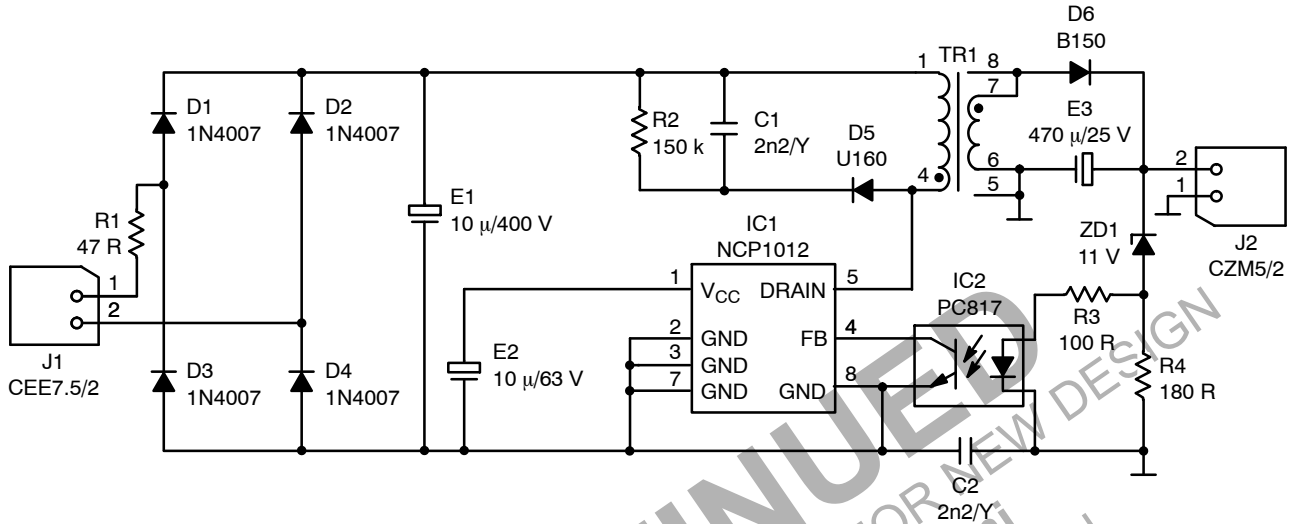 D6
B150
TR1
1
8
7
D1
1N4007
D2
1N4007
E3
470 μ/25 V
R2
150 k
C1
2n2/Y
D5
U160
4
6
5
2
1
J2
CZM5/2
R1
47 R
E1
10 μ/400 V
IC1
NCP1012
ZD1
11 V
1
2
J1
CEE7.5/2
1
VCC
DRAIN
5
IC2
PC817
R3
100 R
2
GND
FB
4
3
GND
7
GND
GND
8
E2
10 μ/63 V
R4
180 R
D3
1N4007
D4
1N4007
C2
2n2/Y
FOR NEW DESIGN